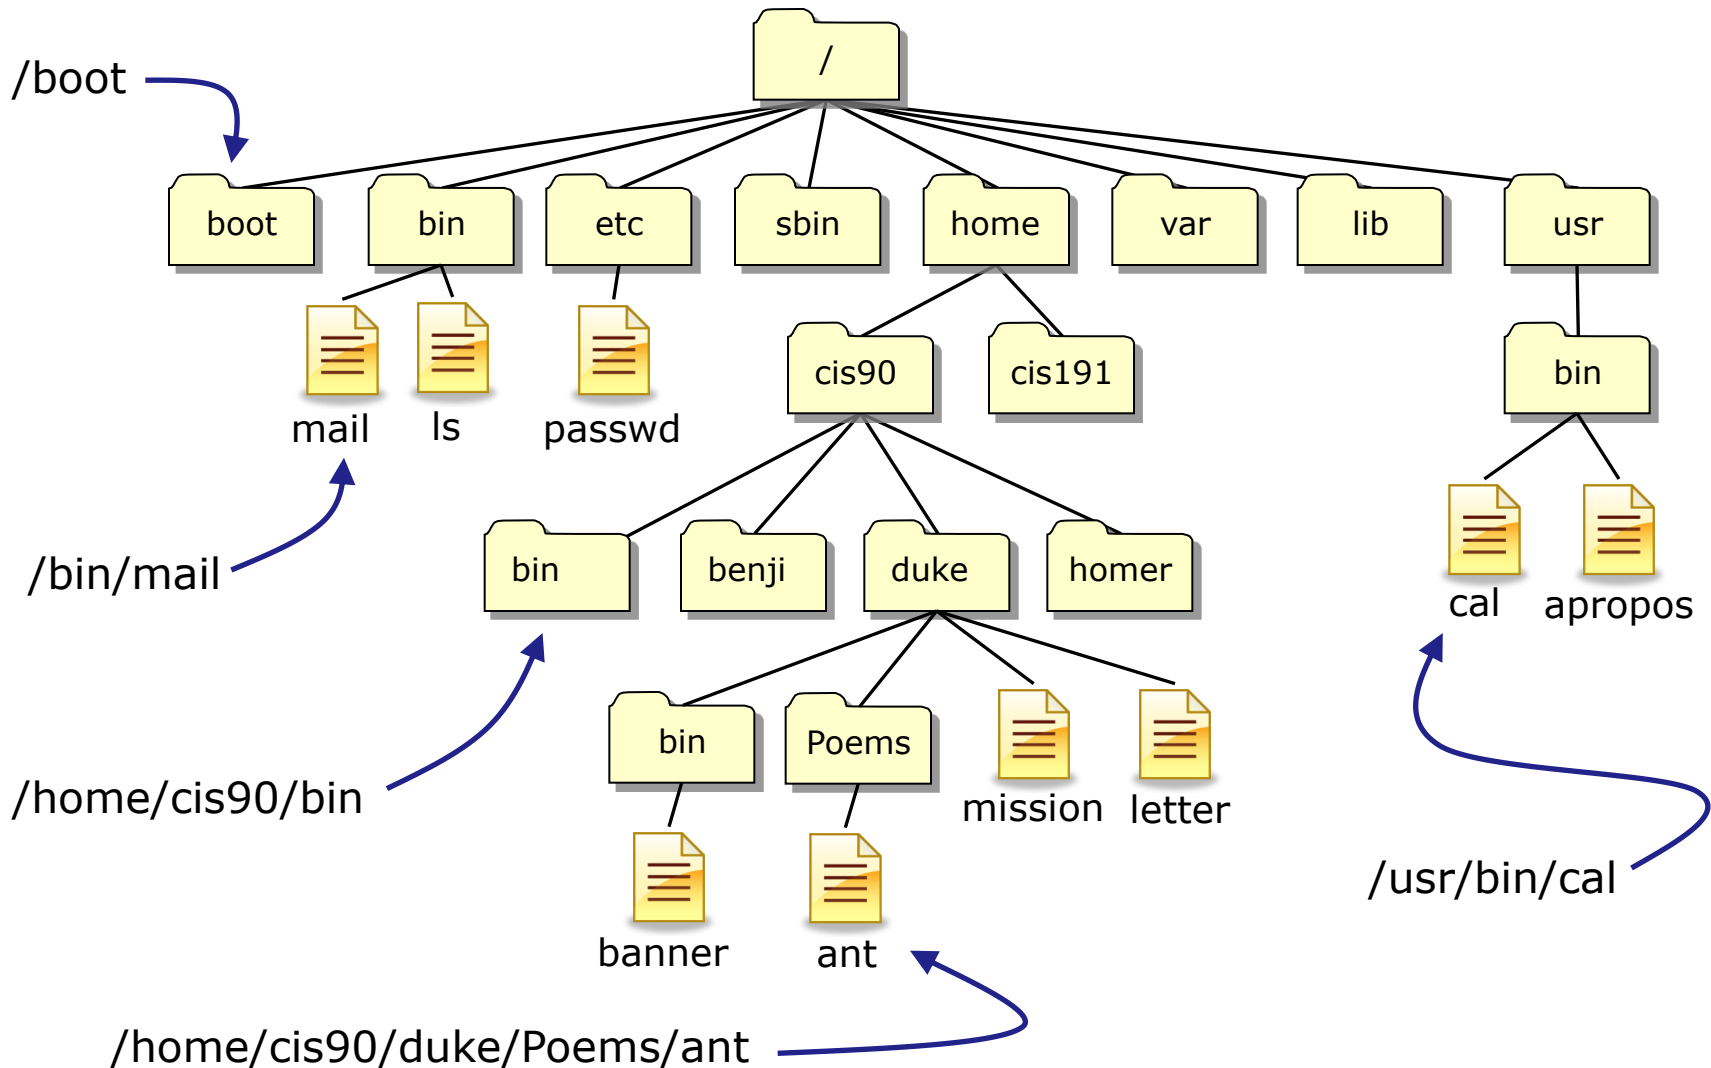 /
/boot
boot
bin
etc
sbin
home
var
lib
usr
cis90
cis191
bin
mail
ls
passwd
/bin/mail
bin
benji
duke
homer
cal
apropos
bin
Poems
/home/cis90/bin
mission
letter
/usr/bin/cal
banner
ant
/home/cis90/duke/Poems/ant